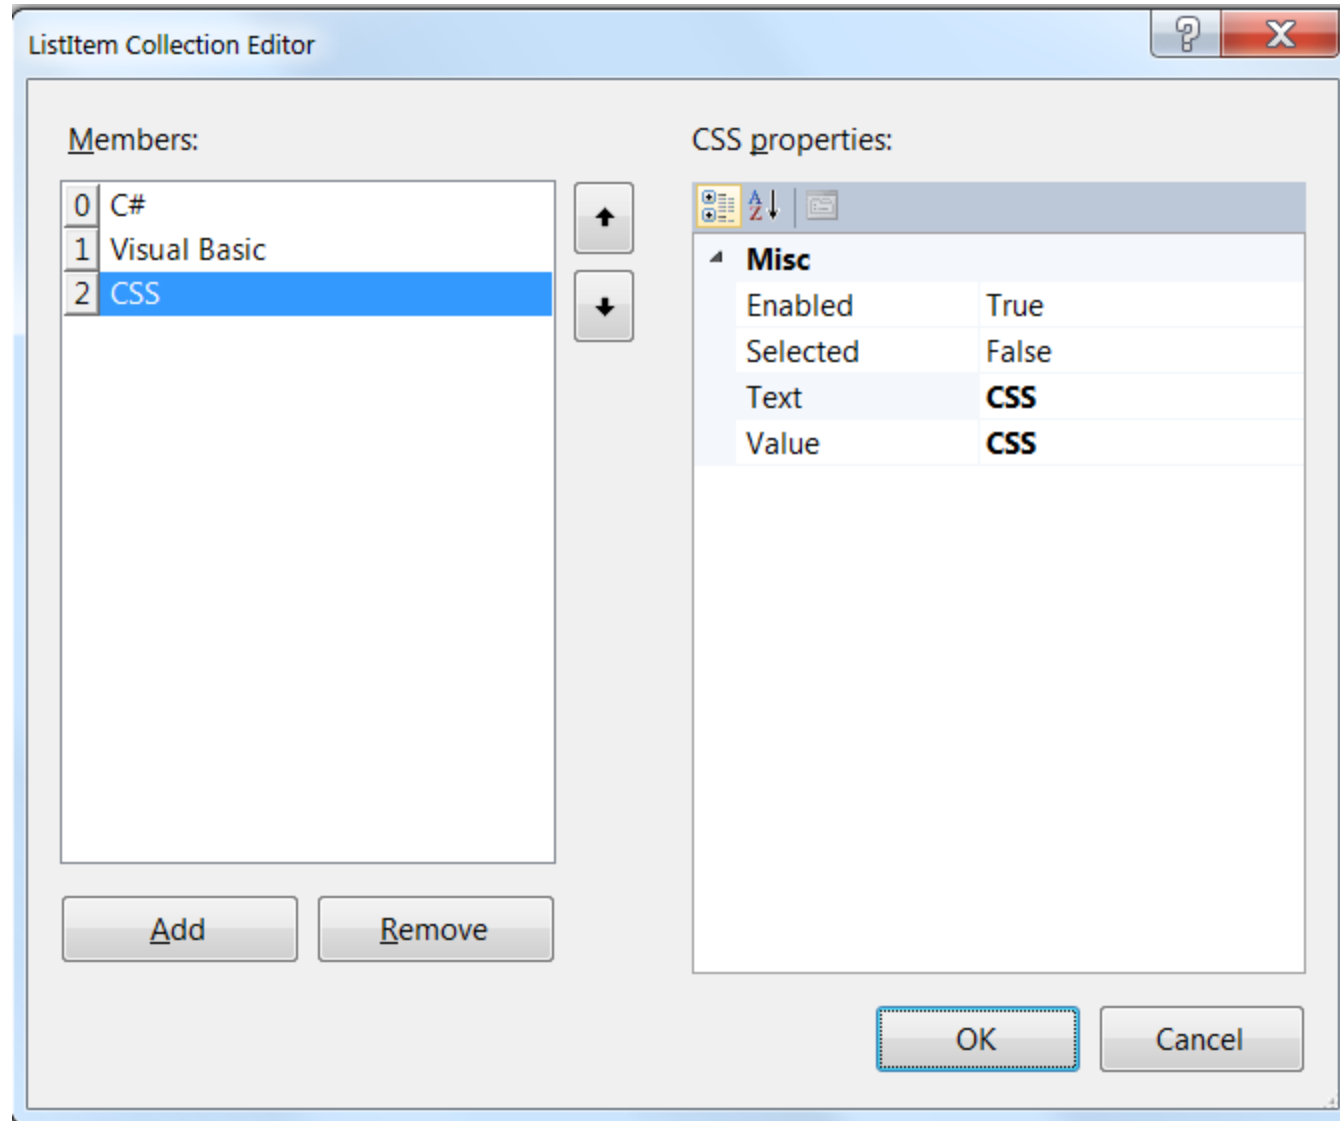 ListItem Collection Editor
Members:
0 C#
1 Visual Basic
2 CSS
Add Remove
CSS properties:
Misc
Enabled True
Selected False
Text CSS
Value CSS
OK Cancel